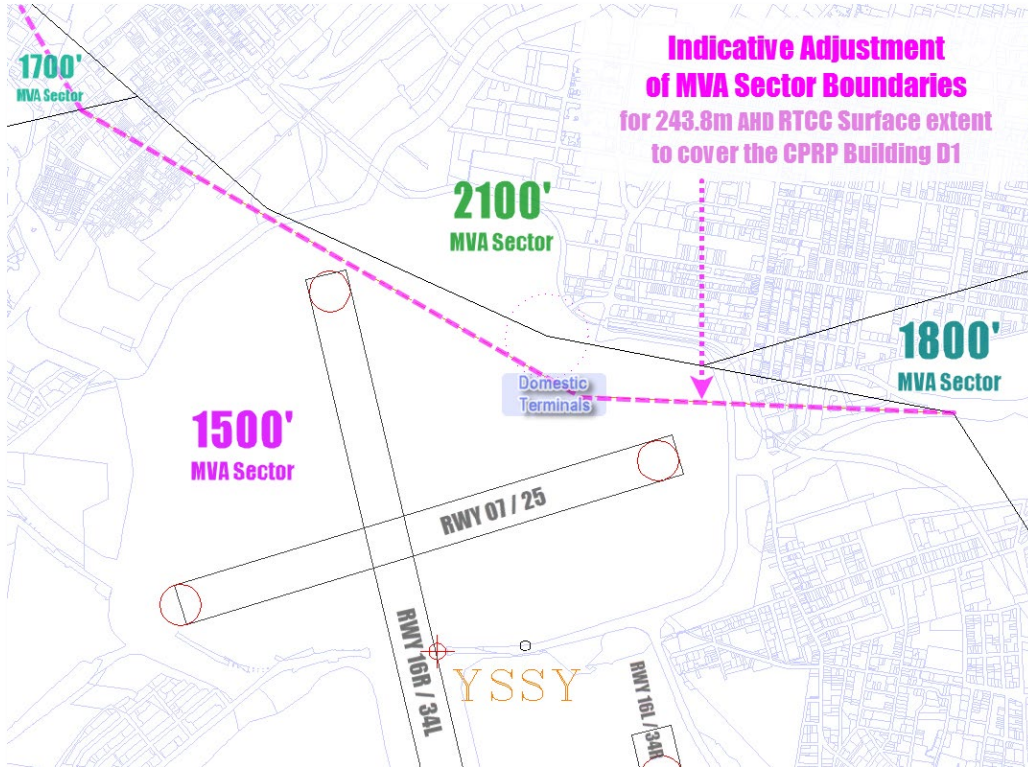 Indicative Adjustment
of MVA Sector Boundaries
for 243.8m AHD RTCC Surface extent
to cover the CPRP Building D1
1700'
MVA Sector
2100'
MVA Sector
1800'
MVA Sector
Domestic
Terminals
1500'
MVA Sector
RWY 07 / 25
RWY 16R / 34L
YSSY
RWY 16L / 34R